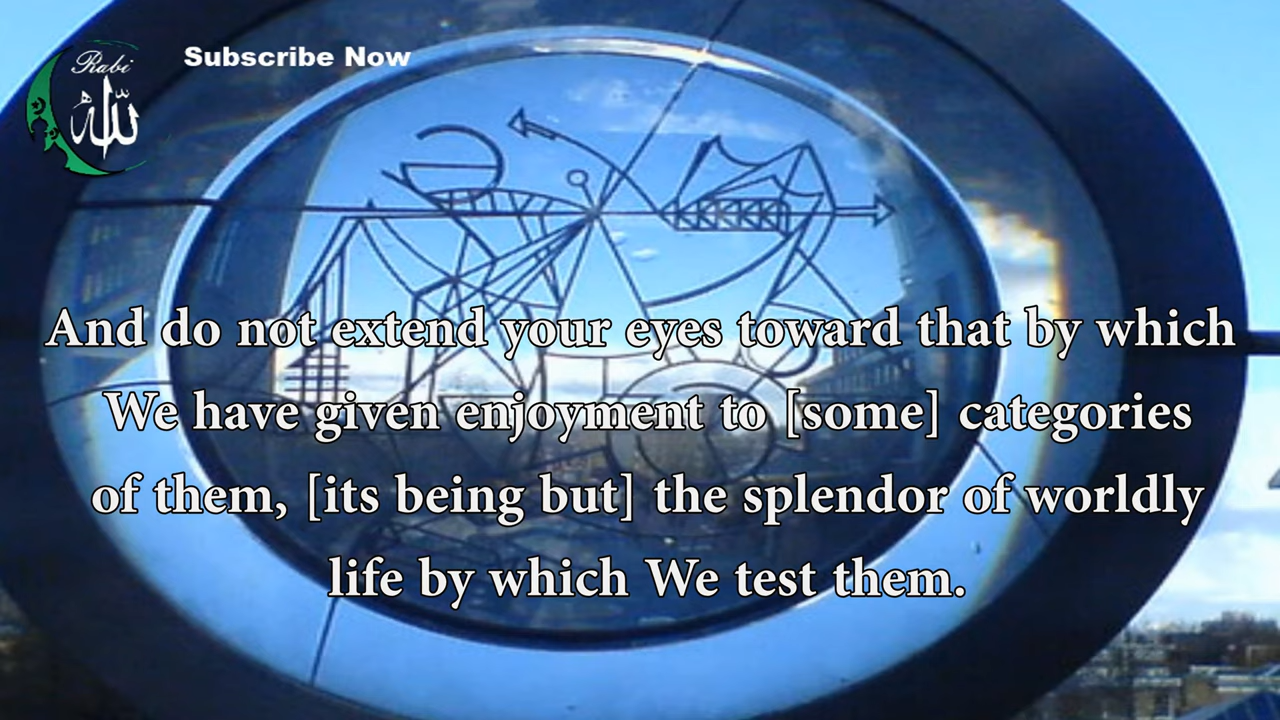 Rabi
الله
Subscribe Now
And do not extend your eyes toward that by which
We have given enjoyment to [some] categories
of them, [its being but] the splendor of worldly
life by which We test them.